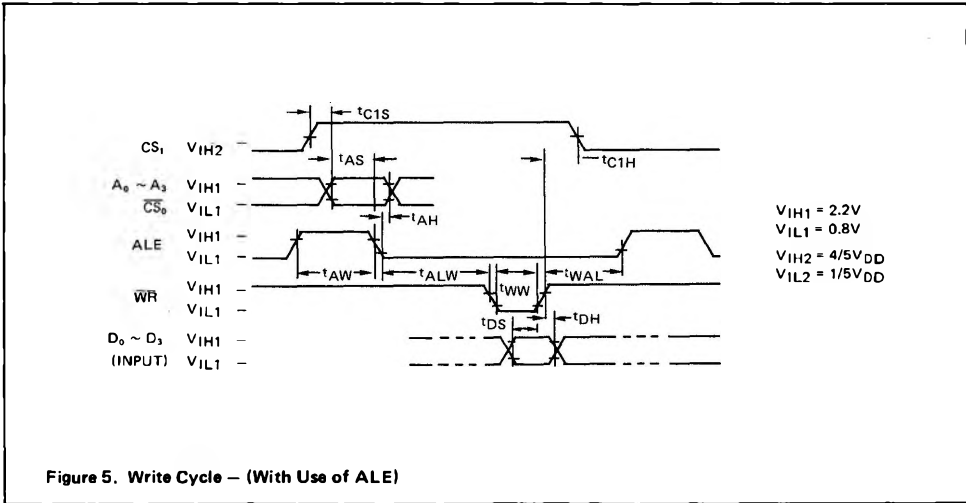 tC1S
CS1 VIH2
tC1H
tAS
A0 ~ A3 VIH1
CS0 VIL1
tAH
VIH1 = 2.2V
VIL1 = 0.8V
VIH2 = 4/5VDD
VIL2 = 1/5VDD
ALE VIH1
VIL1
tAW tALW tWW tWAL
WR VIH1
VIL1
tDS tDH
D0 ~ D3 VIH1
(INPUT) VIL1
Figure 5. Write Cycle – (With Use of ALE)